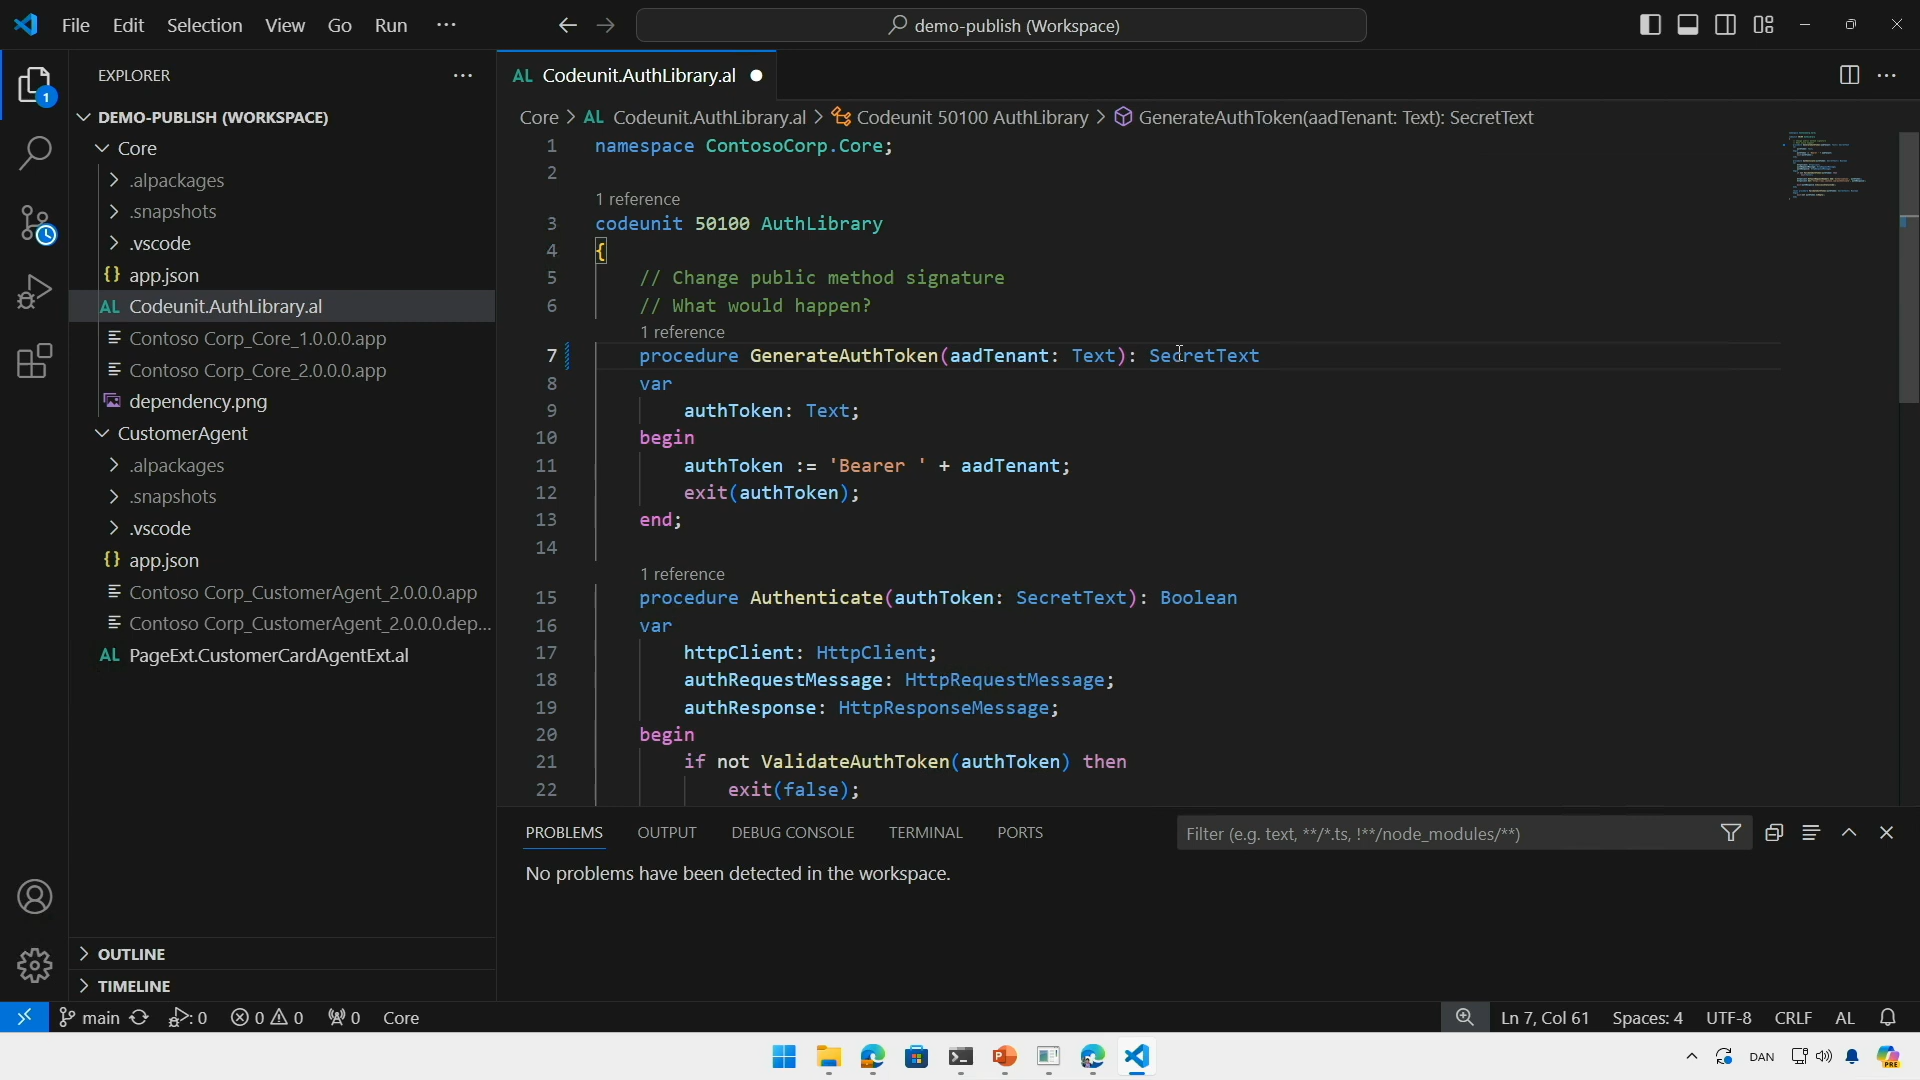 File Edit Selection View Go Run ···
demo-publish (Workspace)
EXPLORER
DEMO-PUBLISH (WORKSPACE)
Core
.alpackages
.snapshots
.vscode
{} app.json
AL Codeunit.AuthLibrary.al
Contoso Corp_Core_1.0.0.0.app
Contoso Corp_Core_2.0.0.0.app
dependency.png
CustomerAgent
.alpackages
.snapshots
.vscode
{} app.json
Contoso Corp_CustomerAgent_2.0.0.0.app
Contoso Corp_CustomerAgent_2.0.0.0.dep...
AL PageExt.CustomerCardAgentExt.al
OUTLINE
TIMELINE
1
AL Codeunit.AuthLibrary.al
Core > AL Codeunit.AuthLibrary.al > Codeunit 50100 AuthLibrary > GenerateAuthToken(aadTenant: Text): SecretText
1 namespace ContosoCorp.Core;
2
1 reference
3 codeunit 50100 AuthLibrary
4 {
5 // Change public method signature
6 // What would happen?
1 reference
7 procedure GenerateAuthToken(aadTenant: Text): SecretText
8 var
9 authToken: Text;
10 begin
11 authToken := 'Bearer ' + aadTenant;
12 exit(authToken);
13 end;
14
1 reference
15 procedure Authenticate(authToken: SecretText): Boolean
16 var
17 httpClient: HttpClient;
18 authRequestMessage: HttpRequestMessage;
19 authResponse: HttpResponseMessage;
20 begin
21 if not ValidateAuthToken(authToken) then
22 exit(false);
PROBLEMS OUTPUT DEBUG CONSOLE TERMINAL PORTS
Filter (e.g. text, **/*.ts, !**/node_modules/**)
No problems have been detected in the workspace.
main 0 0 0 0 Core
Ln 7, Col 61 Spaces: 4 UTF-8 CRLF AL
DAN
PRE